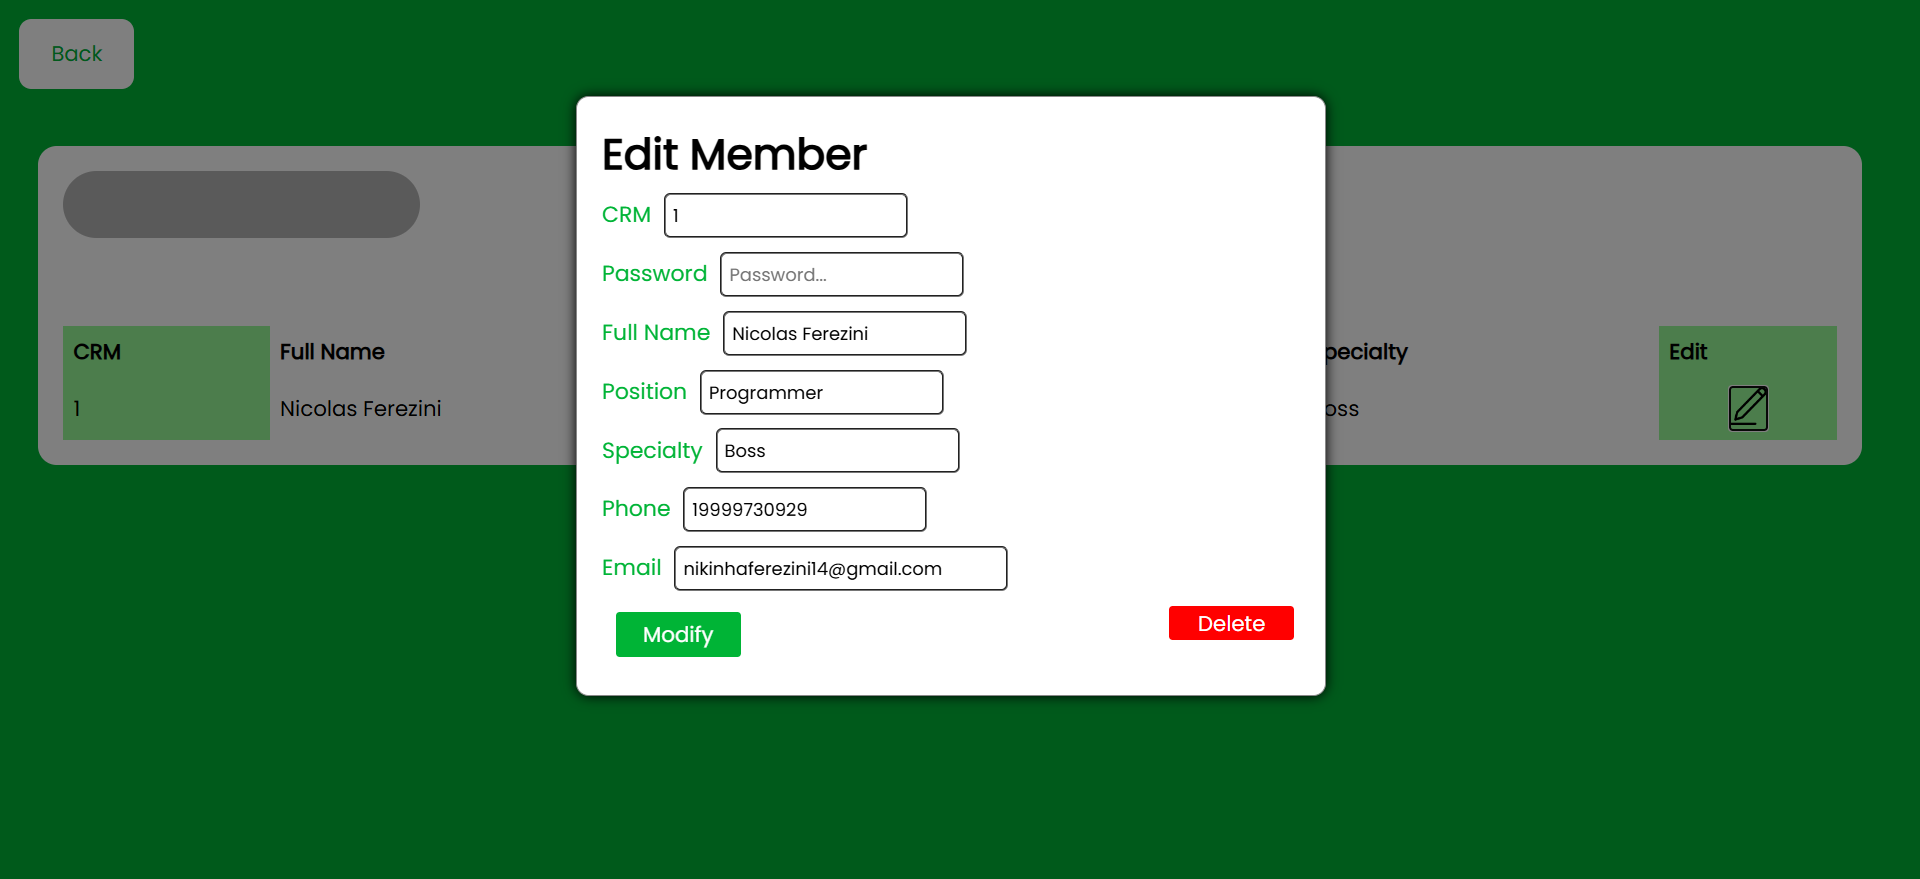 Back
Edit Member
CRM 1
Password Password...
Full Name Nicolas Ferezini
Position Programmer
Specialty Boss
Phone 19999730929
Email nikinhaferezini14@gmail.com
Modify Delete
CRM Full Name pecialty Edit
1 Nicolas Ferezini oss